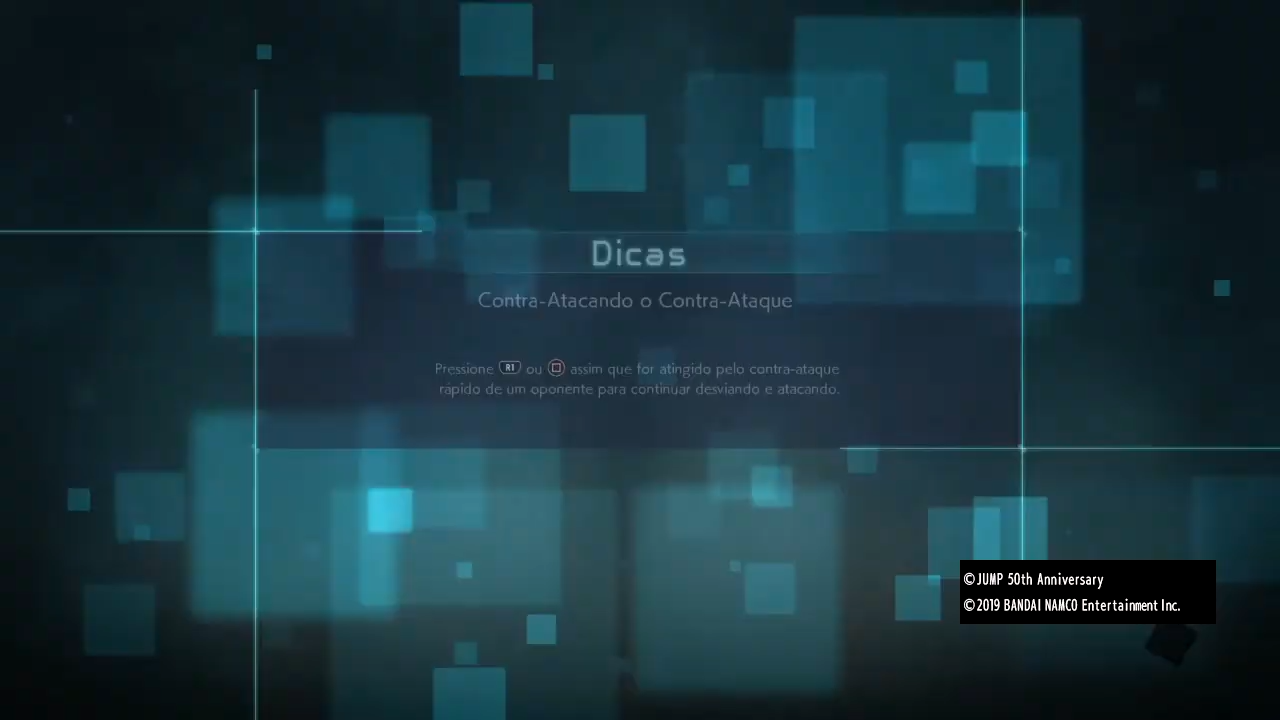 Dicas
Contra-Atacando o Contra-Ataque
Pressione R1 ou assim que for atingido pelo contra-ataque
rápido de um oponente para continuar desviando e atacando.
©JUMP 50th Anniversary
©2019 BANDAI NAMCO Entertainment Inc.